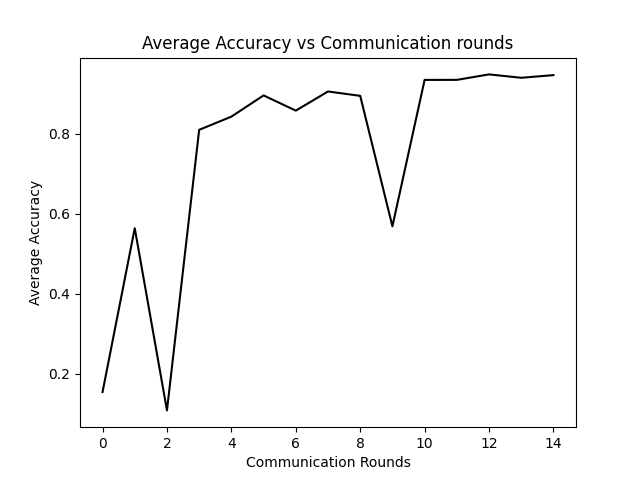 Average Accuracy vs Communication rounds
Average Accuracy
0.8
0.6
0.4
0.2
0 2 4 6 8 10 12 14
Communication Rounds